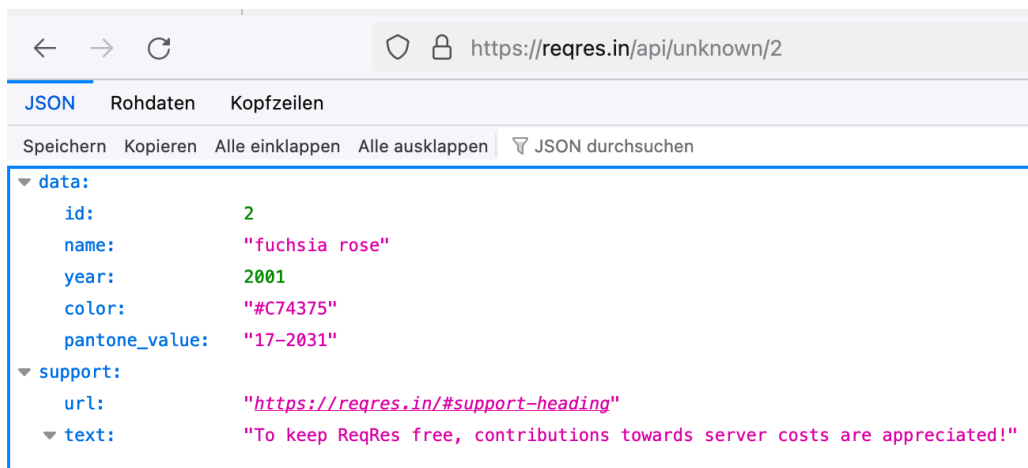 https://reqres.in/api/unknown/2
JSON Rohdaten Kopfzeilen
Speichern Kopieren Alle einklappen Alle ausklappen JSON durchsuchen
data:
id: 2
name: "fuchsia rose"
year: 2001
color: "#C74375"
pantone_value: "17-2031"
support:
url: "https://reqres.in/#support-heading"
text: "To keep ReqRes free, contributions towards server costs are appreciated!"